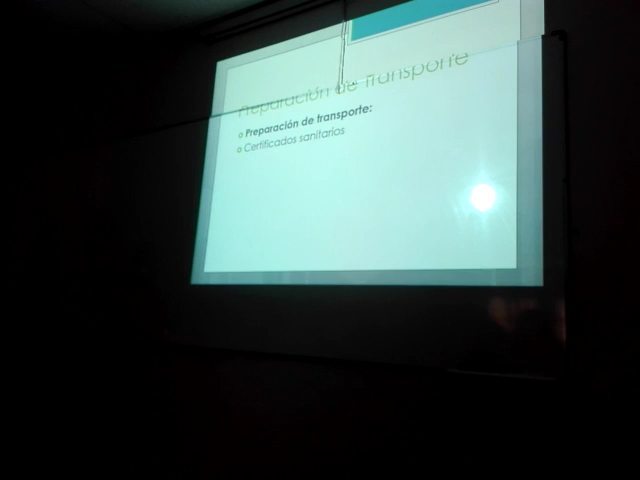 Preparación de Transporte
Preparación de transporte:
Certificados sanitarios